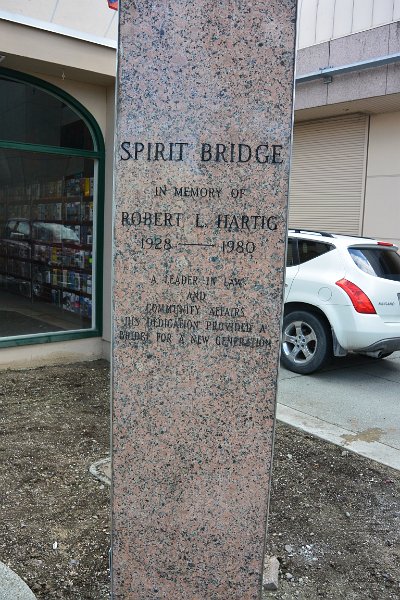 SPIRIT BRIDGE
IN MEMORY OF
ROBERT L. HARTIG
1928 — 1980
A LEADER IN LAW
AND
COMMUNITY AFFAIRS
HIS DEDICATION PROVIDED A
BRIDGE FOR A NEW GENERATION